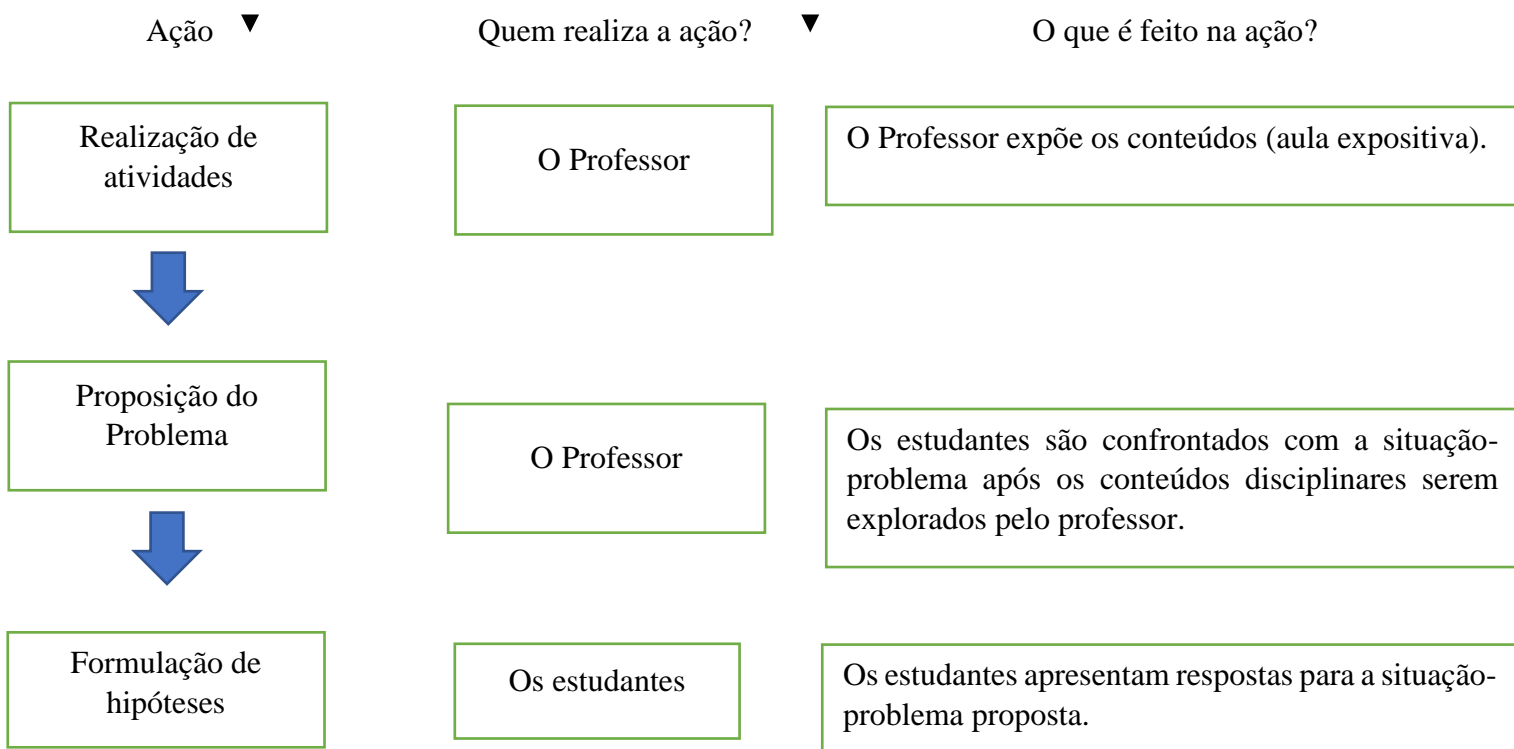 Ação ▼ Quem realiza a ação? ▼ O que é feito na ação?
Realização de
atividades
O Professor
O Professor expõe os conteúdos (aula expositiva).
Proposição do
Problema
O Professor
Os estudantes são confrontados com a situação-
problema após os conteúdos disciplinares serem
explorados pelo professor.
Formulação de
hipóteses
Os estudantes
Os estudantes apresentam respostas para a situação-
problema proposta.